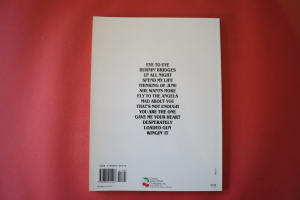 EYE TO EYE
BURNIN' BRIDGES
UP ALL NIGHT
SPEND MY LIFE
THINKING OF JUNE
SHE WANTS MORE
FLY TO THE ANGELS
MAD ABOUT YOU
THAT'S NOT ENOUGH
YOU ARE THE ONE
GAVE ME YOUR HEART
DESPERATELY
LOADED GUN
WINGIN' IT